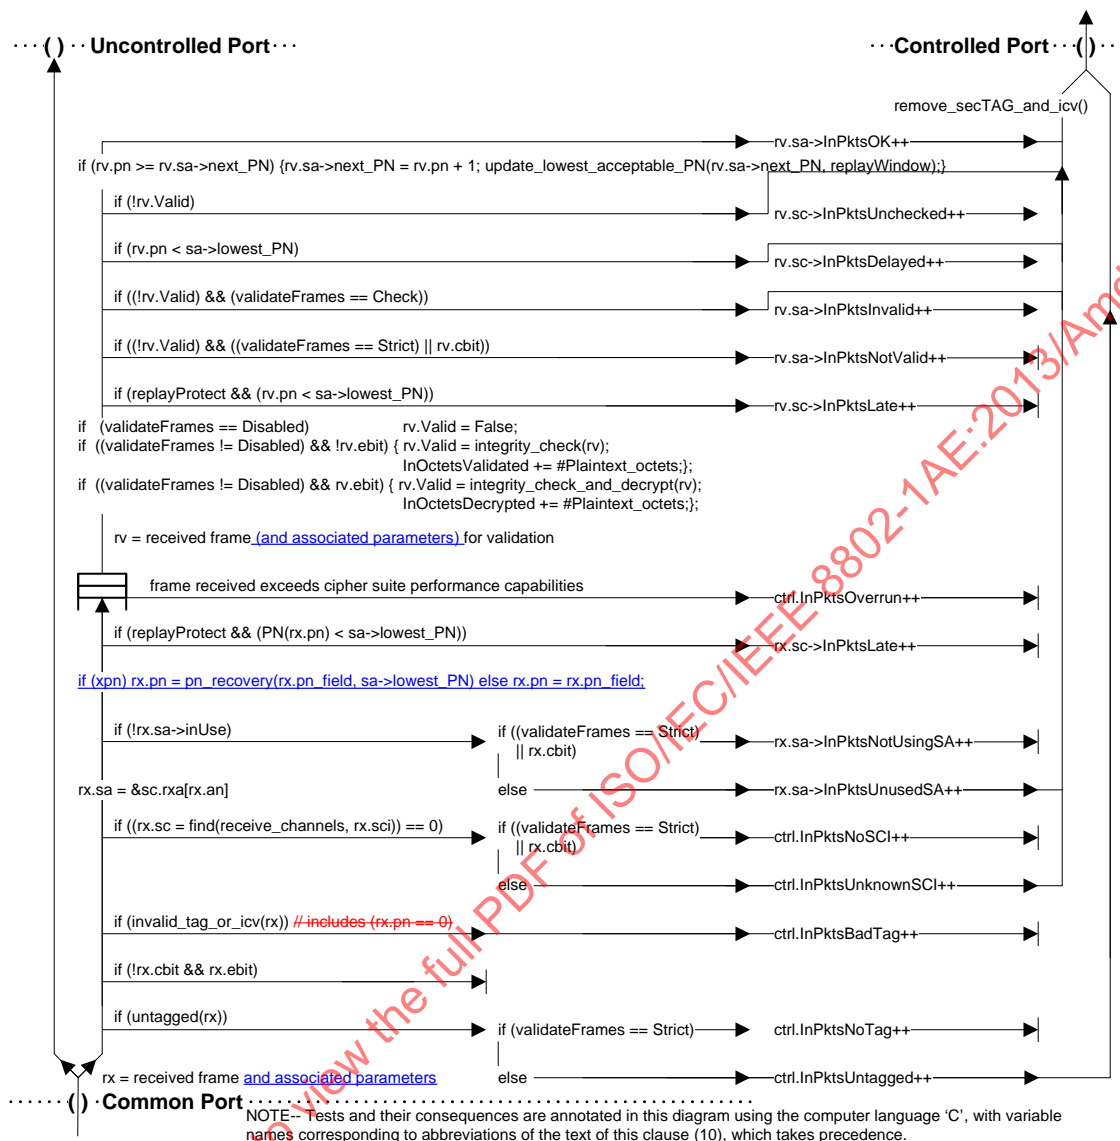 ···( )·· Uncontrolled Port··· ···Controlled Port··( )··
remove_secTAG_and_icv()
rv.sa->InPktsOK++
if (rv.pn >= rv.sa->next_PN) {rv.sa->next_PN = rv.pn + 1; update_lowest_acceptable_PN(rv.sa->next_PN, replayWindow);}
if (!rv.Valid)
rv.sc->InPktsUnchecked++
if (rv.pn < sa->lowest_PN)
rv.sc->InPktsDelayed++
if ((!rv.Valid) && (validateFrames == Check))
rv.sa->InPktsInvalid++
if ((!rv.Valid) && ((validateFrames == Strict) || rv.cbit))
rv.sa->InPktsNotValid++
if (replayProtect && (rv.pn < sa->lowest_PN))
rv.sc->InPktsLate++
if (validateFrames == Disabled) rv.Valid = False;
if ((validateFrames != Disabled) && !rv.ebit) { rv.Valid = integrity_check(rv);
InOctetsValidated += #Plaintext_octets;};
if ((validateFrames != Disabled) && rv.ebit) { rv.Valid = integrity_check_and_decrypt(rv);
InOctetsDecrypted += #Plaintext_octets;};
rv = received frame (and associated parameters) for validation
frame received exceeds cipher suite performance capabilities
ctrl.InPktsOverrun++
if (replayProtect && (PN(rx.pn) < sa->lowest_PN))
rx.sc->InPktsLate++
if (xpn) rx.pn = pn_recovery(rx.pn_field, sa->lowest_PN) else rx.pn = rx.pn_field;
if (!rx.sa->inUse)
if ((validateFrames == Strict)
|| rx.cbit)
rx.sa->InPktsNotUsingSA++
rx.sa = &sc.rxa[rx.an]
else
rx.sa->InPktsUnusedSA++
if ((rx.sc = find(receive_channels, rx.sci)) == 0)
if ((validateFrames == Strict)
|| rx.cbit)
ctrl.InPktsNoSCI++
else
ctrl.InPktsUnknownSCI++
if (invalid_tag_or_icv(rx)) // includes (rx.pn == 0)
ctrl.InPktsBadTag++
if (!rx.cbit && rx.ebit)
if (untagged(rx))
if (validateFrames == Strict)
ctrl.InPktsNoTag++
rx = received frame and associated parameters
else
ctrl.InPktsUntagged++
( ) · Common Port
NOTE-- Tests and their consequences are annotated in this diagram using the computer language ‘C’, with variable
names corresponding to abbreviations of the text of this clause (10), which takes precedence.
o view the full PDF of ISO/IEC/IEEE 8802-1AE:2013/Amd